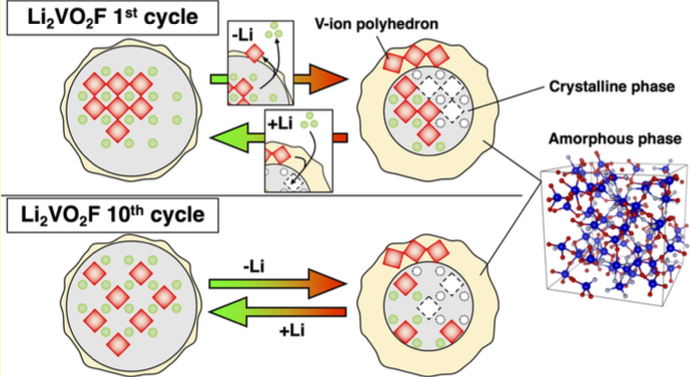 Li₂VO₂F 1ˢᵗ cycle
-Li
V-ion polyhedron
Crystalline phase
+Li
Amorphous phase
Li₂VO₂F 10ᵗʰ cycle
-Li
+Li